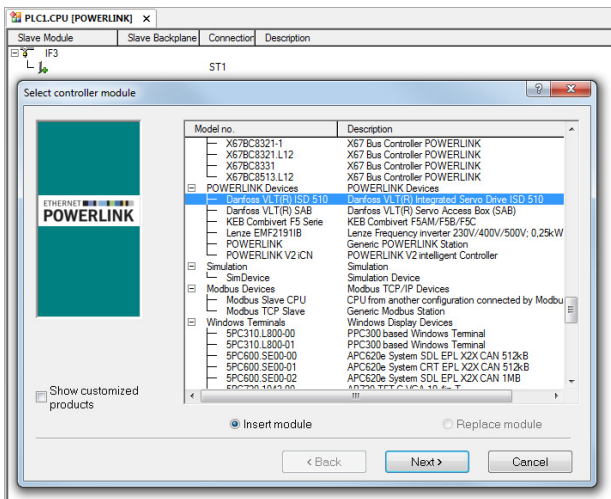 PLC1.CPU [POWERLINK] x
Slave Module Slave Backplane Connection Description
IF3
ST1
Select controller module
ETHERNET
POWERLINK
Model no. Description
X67BC8321-1 X67 Bus Controller POWERLINK
X67BC8321.L12 X67 Bus Controller POWERLINK
X67BC8331 X67 Bus Controller POWERLINK
X67BC8513.L12 X67 Bus Controller POWERLINK
POWERLINK Devices POWERLINK Devices
Danfoss VLT(R) ISD 510 Danfoss VLT(R) Integrated Servo Drive ISD 510
Danfoss VLT(R) SAB Danfoss VLT(R) Servo Access Box (SAB)
KEB Combivert F5 Serie KEB Combivert F5AM/F5B/F5C
Lenze EMF2191IB Lenze Frequency inverter 230V/400V/500V; 0,25kW
POWERLINK Generic POWERLINK Station
POWERLINK V2 iCN POWERLINK V2 intelligent Controller
Simulation Simulation
SimDevice Simulation Device
Modbus Devices Modbus TCP/IP Devices
Modbus Slave CPU CPU from another configuration connected by Modbu
Modbus TCP Slave Generic Modbus Station
Windows Terminals Windows Display Devices
5PC310.L800-00 PPC300 based Windows Terminal
5PC310.L800-01 PPC300 based Windows Terminal
5PC600.SE00-00 APC620e System SDL EPL X2X CAN 512kB
5PC600.SE00-01 APC620e System CRT EPL X2X CAN 512kB
5PC600.SE00-02 APC620e System SDL EPL X2X CAN 1MB
Show customized
products
Insert module Replace module
< Back Next > Cancel